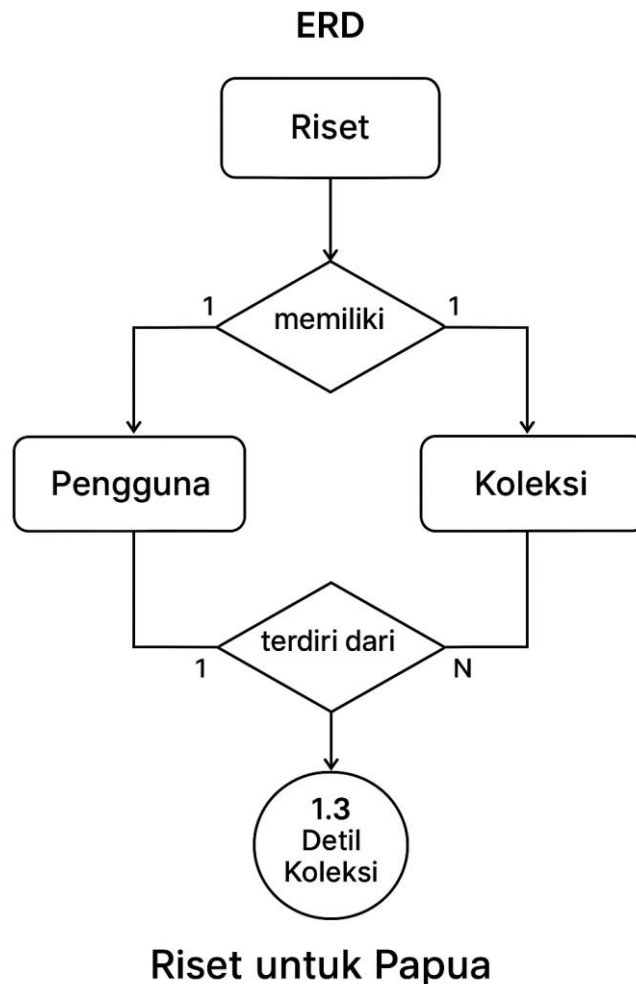 ERD
Riset
1
memiliki
1
Pengguna
Koleksi
terdiri dari
1
N
1.3
Detil
Koleksi
Riset untuk Papua